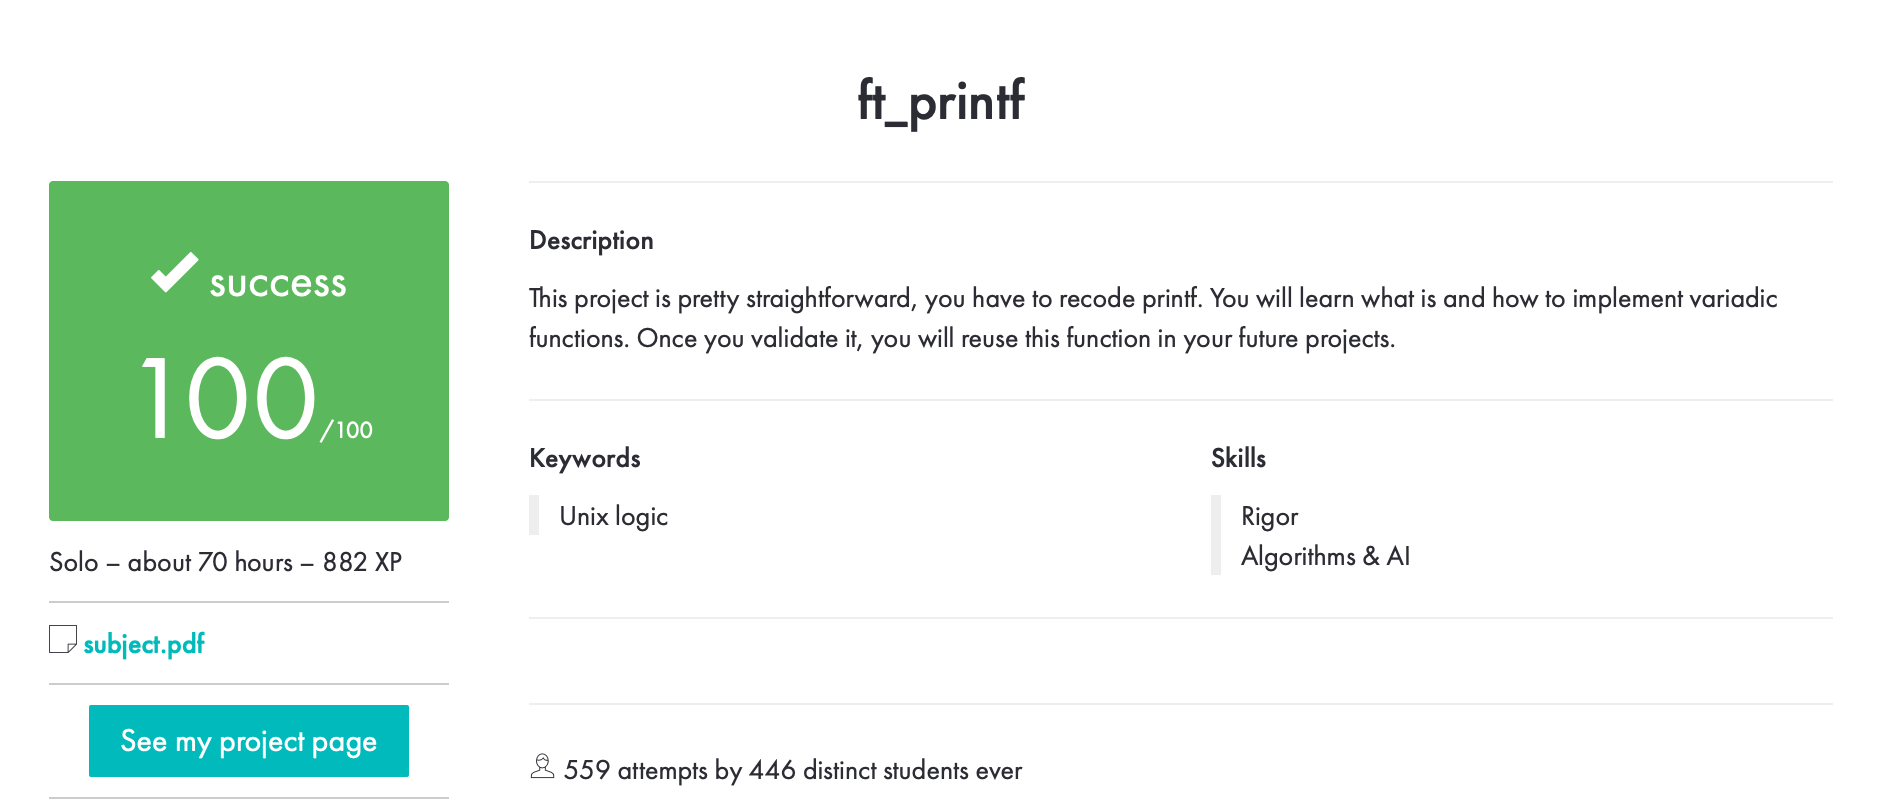 ft_printf
success
100/100
Solo – about 70 hours – 882 XP
subject.pdf
See my project page
Description
This project is pretty straightforward, you have to recode printf. You will learn what is and how to implement variadic
functions. Once you validate it, you will reuse this function in your future projects.
Keywords
Unix logic
Skills
Rigor
Algorithms & AI
559 attempts by 446 distinct students ever